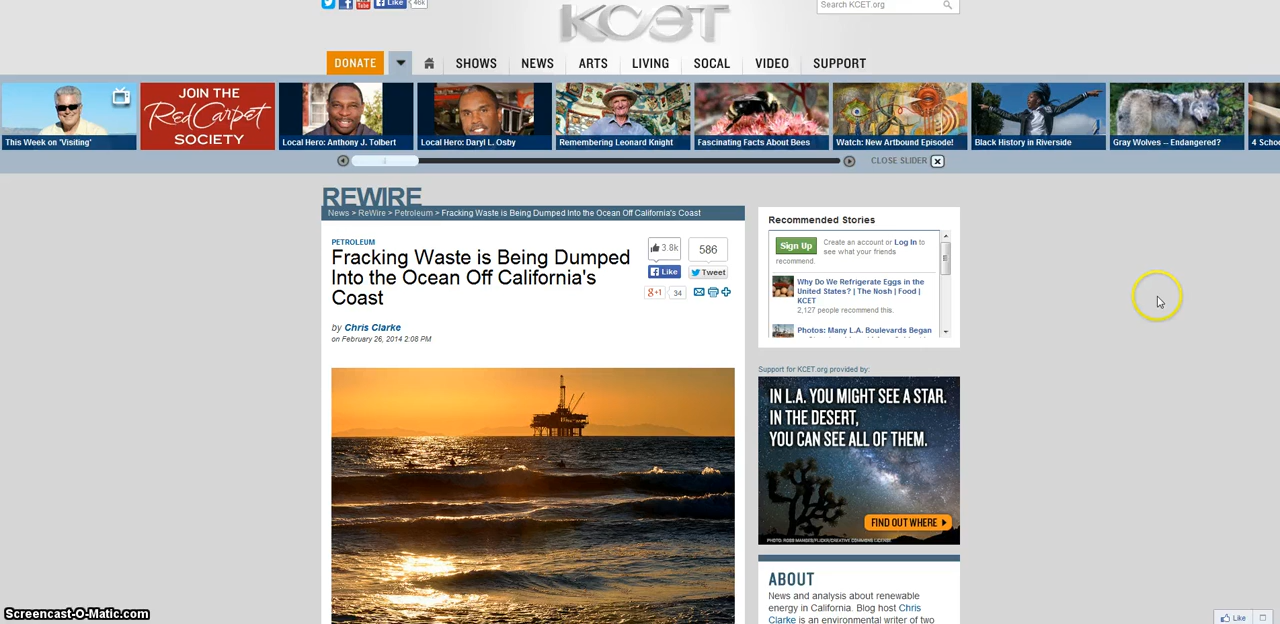 Like 46k
KCET
Search KCET.org
DONATE
SHOWS
NEWS
ARTS
LIVING
SOCAL
VIDEO
SUPPORT
This Week on 'Visiting'
JOIN THE
Red Carpet
SOCIETY
Local Hero: Anthony J. Tolbert
Local Hero: Daryl L. Osby
Remembering Leonard Knight
Fascinating Facts About Bees
Watch: New Artbound Episode!
Black History in Riverside
Gray Wolves -- Endangered?
4 Schoo
CLOSE SLIDER x
REWIRE
News > ReWire > Petroleum > Fracking Waste is Being Dumped Into the Ocean Off California's Coast
PETROLEUM
Fracking Waste is Being Dumped
Into the Ocean Off California's
Coast
3.8k
Like
586
Tweet
g+1 34
by Chris Clarke
on February 26, 2014 2:08 PM
Recommended Stories
Sign Up
Create an account or Log In to
see what your friends
recommend.
Why Do We Refrigerate Eggs in the
United States? | The Nosh | Food |
KCET
2,127 people recommend this.
Photos: Many L.A. Boulevards Began
Support for KCET.org provided by:
IN L.A. YOU MIGHT SEE A STAR.
IN THE DESERT,
YOU CAN SEE ALL OF THEM.
FIND OUT WHERE
ABOUT
News and analysis about renewable
energy in California. Blog host Chris
Clarke is an environmental writer of two
Screencast-O-Matic.com
Like